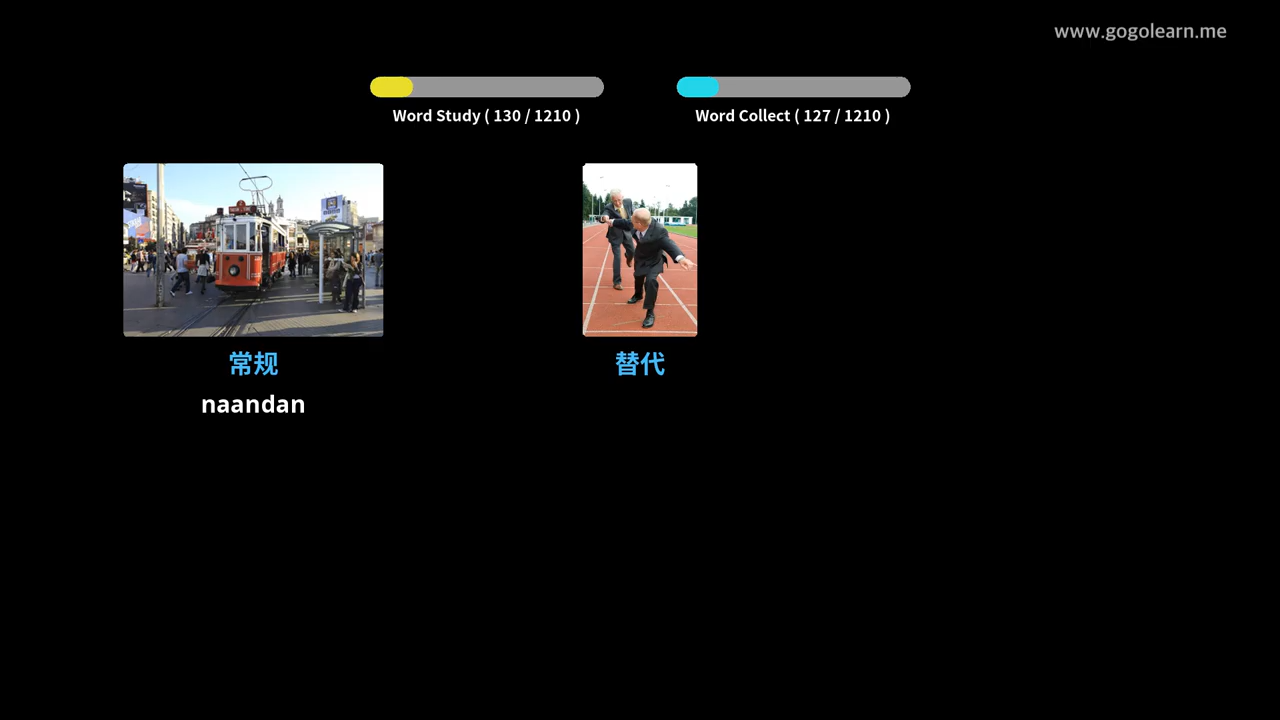 www.gogolearn.me
Word Study ( 130 / 1210 )
Word Collect ( 127 / 1210 )
常规
替代
naandan